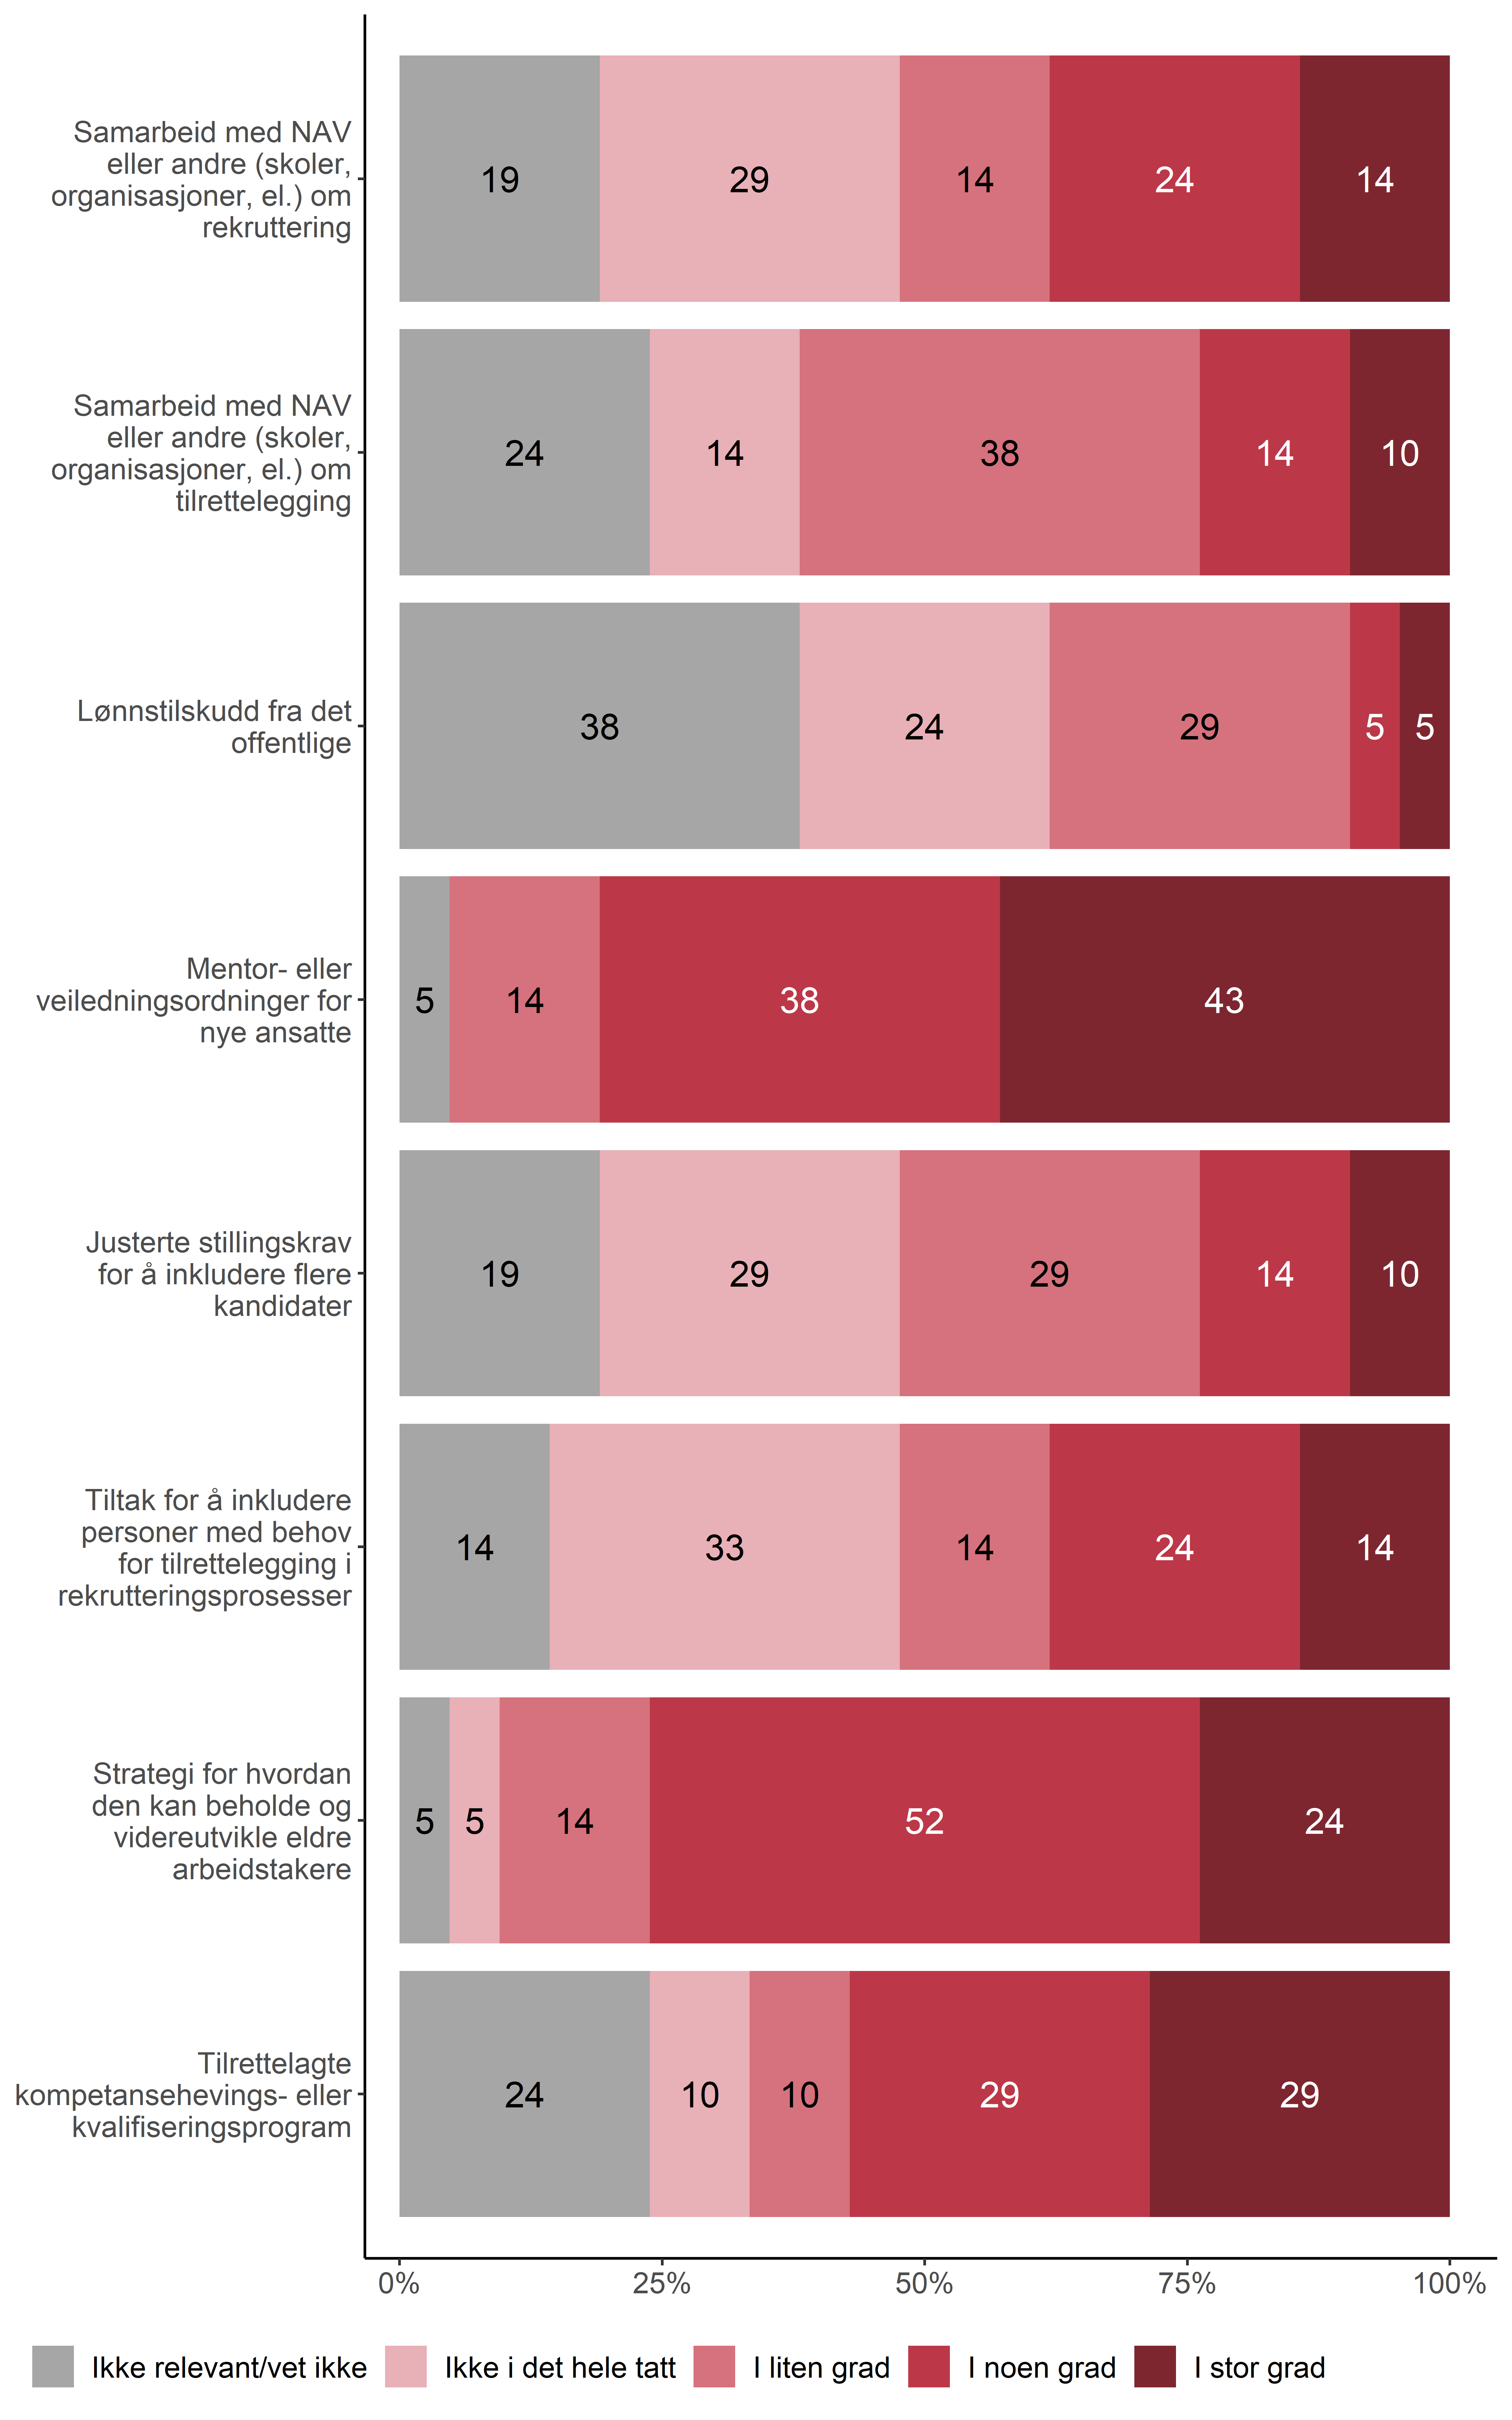 Samarbeid med NAV
eller andre (skoler,
organisasjoner, el.) om
rekruttering
19 29 14 24 14
Samarbeid med NAV
eller andre (skoler,
organisasjoner, el.) om
tilrettelegging
24 14 38 14 10
Lønnstilskudd fra det
offentlige
38 24 29 5 5
Mentor- eller
veiledningsordninger for
nye ansatte
5 14 38 43
Justerte stillingskrav
for å inkludere flere
kandidater
19 29 29 14 10
Tiltak for å inkludere
personer med behov
for tilrettelegging i
rekrutteringsprosesser
14 33 14 24 14
Strategi for hvordan
den kan beholde og
videreutvikle eldre
arbeidstakere
5 5 14 52 24
Tilrettelagte
kompetansehevings- eller
kvalifiseringsprogram
24 10 10 29 29
0% 25% 50% 75% 100%
Ikke relevant/vet ikke Ikke i det hele tatt I liten grad I noen grad I stor grad